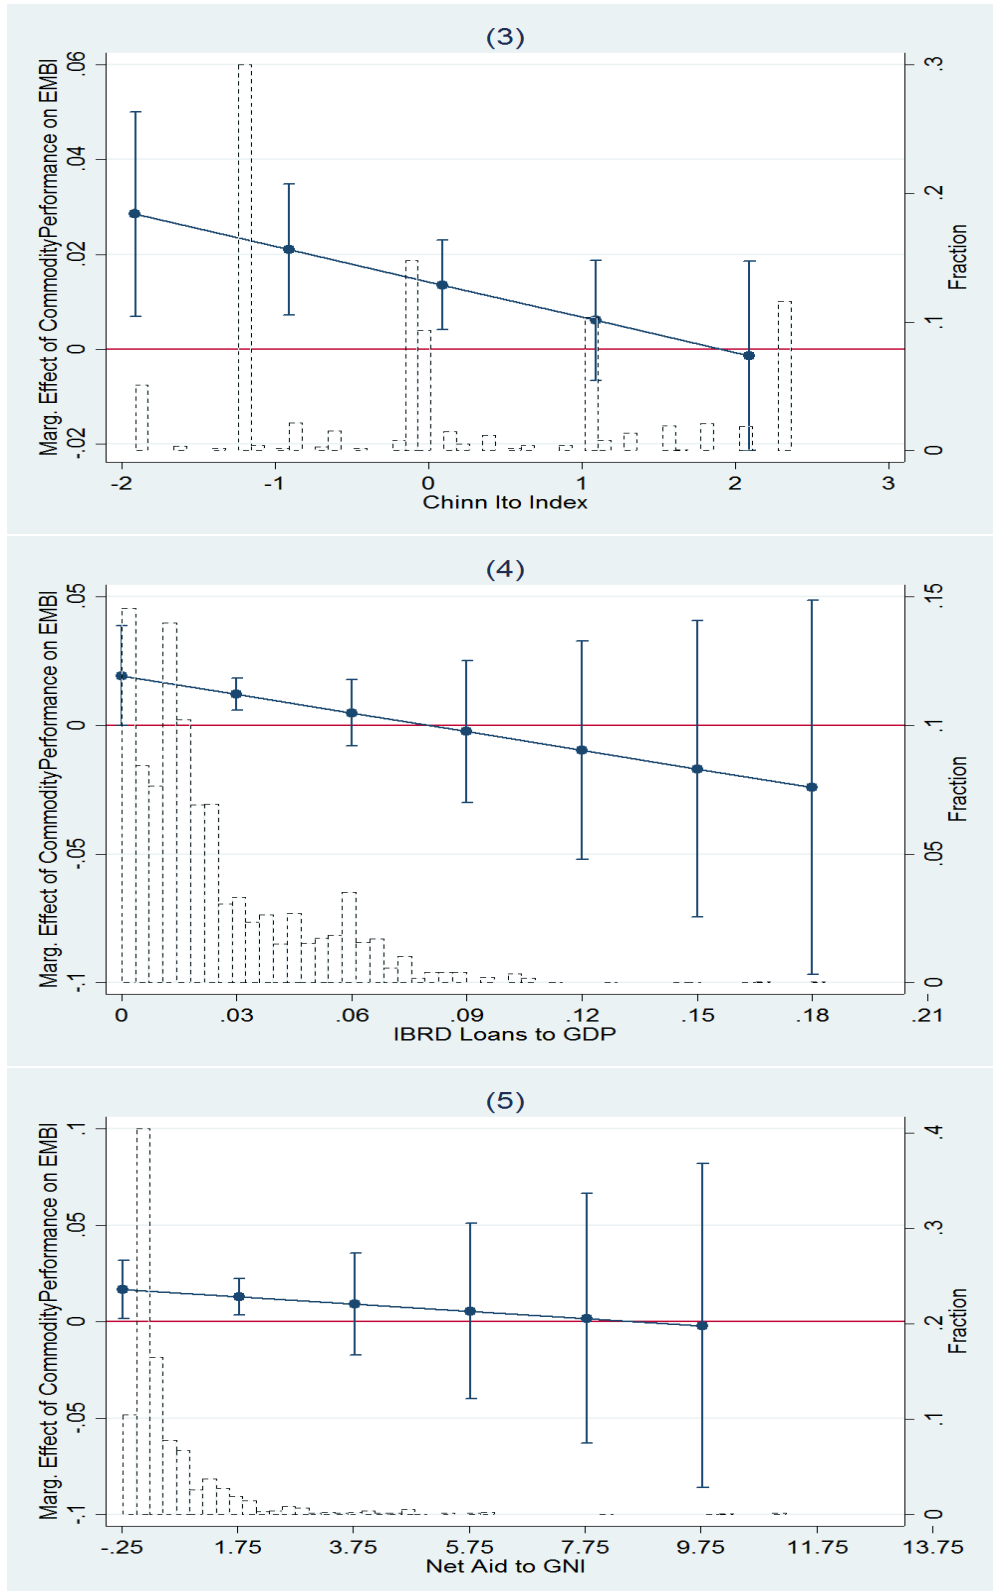 (3)
Marg. Effect of CommodityPerformance on EMBI
.06
.04
.02
0
-.02
.3
.2
.1
0
Fraction
-2 -1 0 1 2 3
Chinn Ito Index
(4)
Marg. Effect of CommodityPerformance on EMBI
.05
0
-.05
-.1
.15
.1
.05
0
Fraction
0 .03 .06 .09 .12 .15 .18 .21
IBRD Loans to GDP
(5)
Marg. Effect of CommodityPerformance on EMBI
.1
.05
0
-.05
-.1
.4
.3
.2
.1
0
Fraction
-.25 1.75 3.75 5.75 7.75 9.75 11.75 13.75
Net Aid to GNI